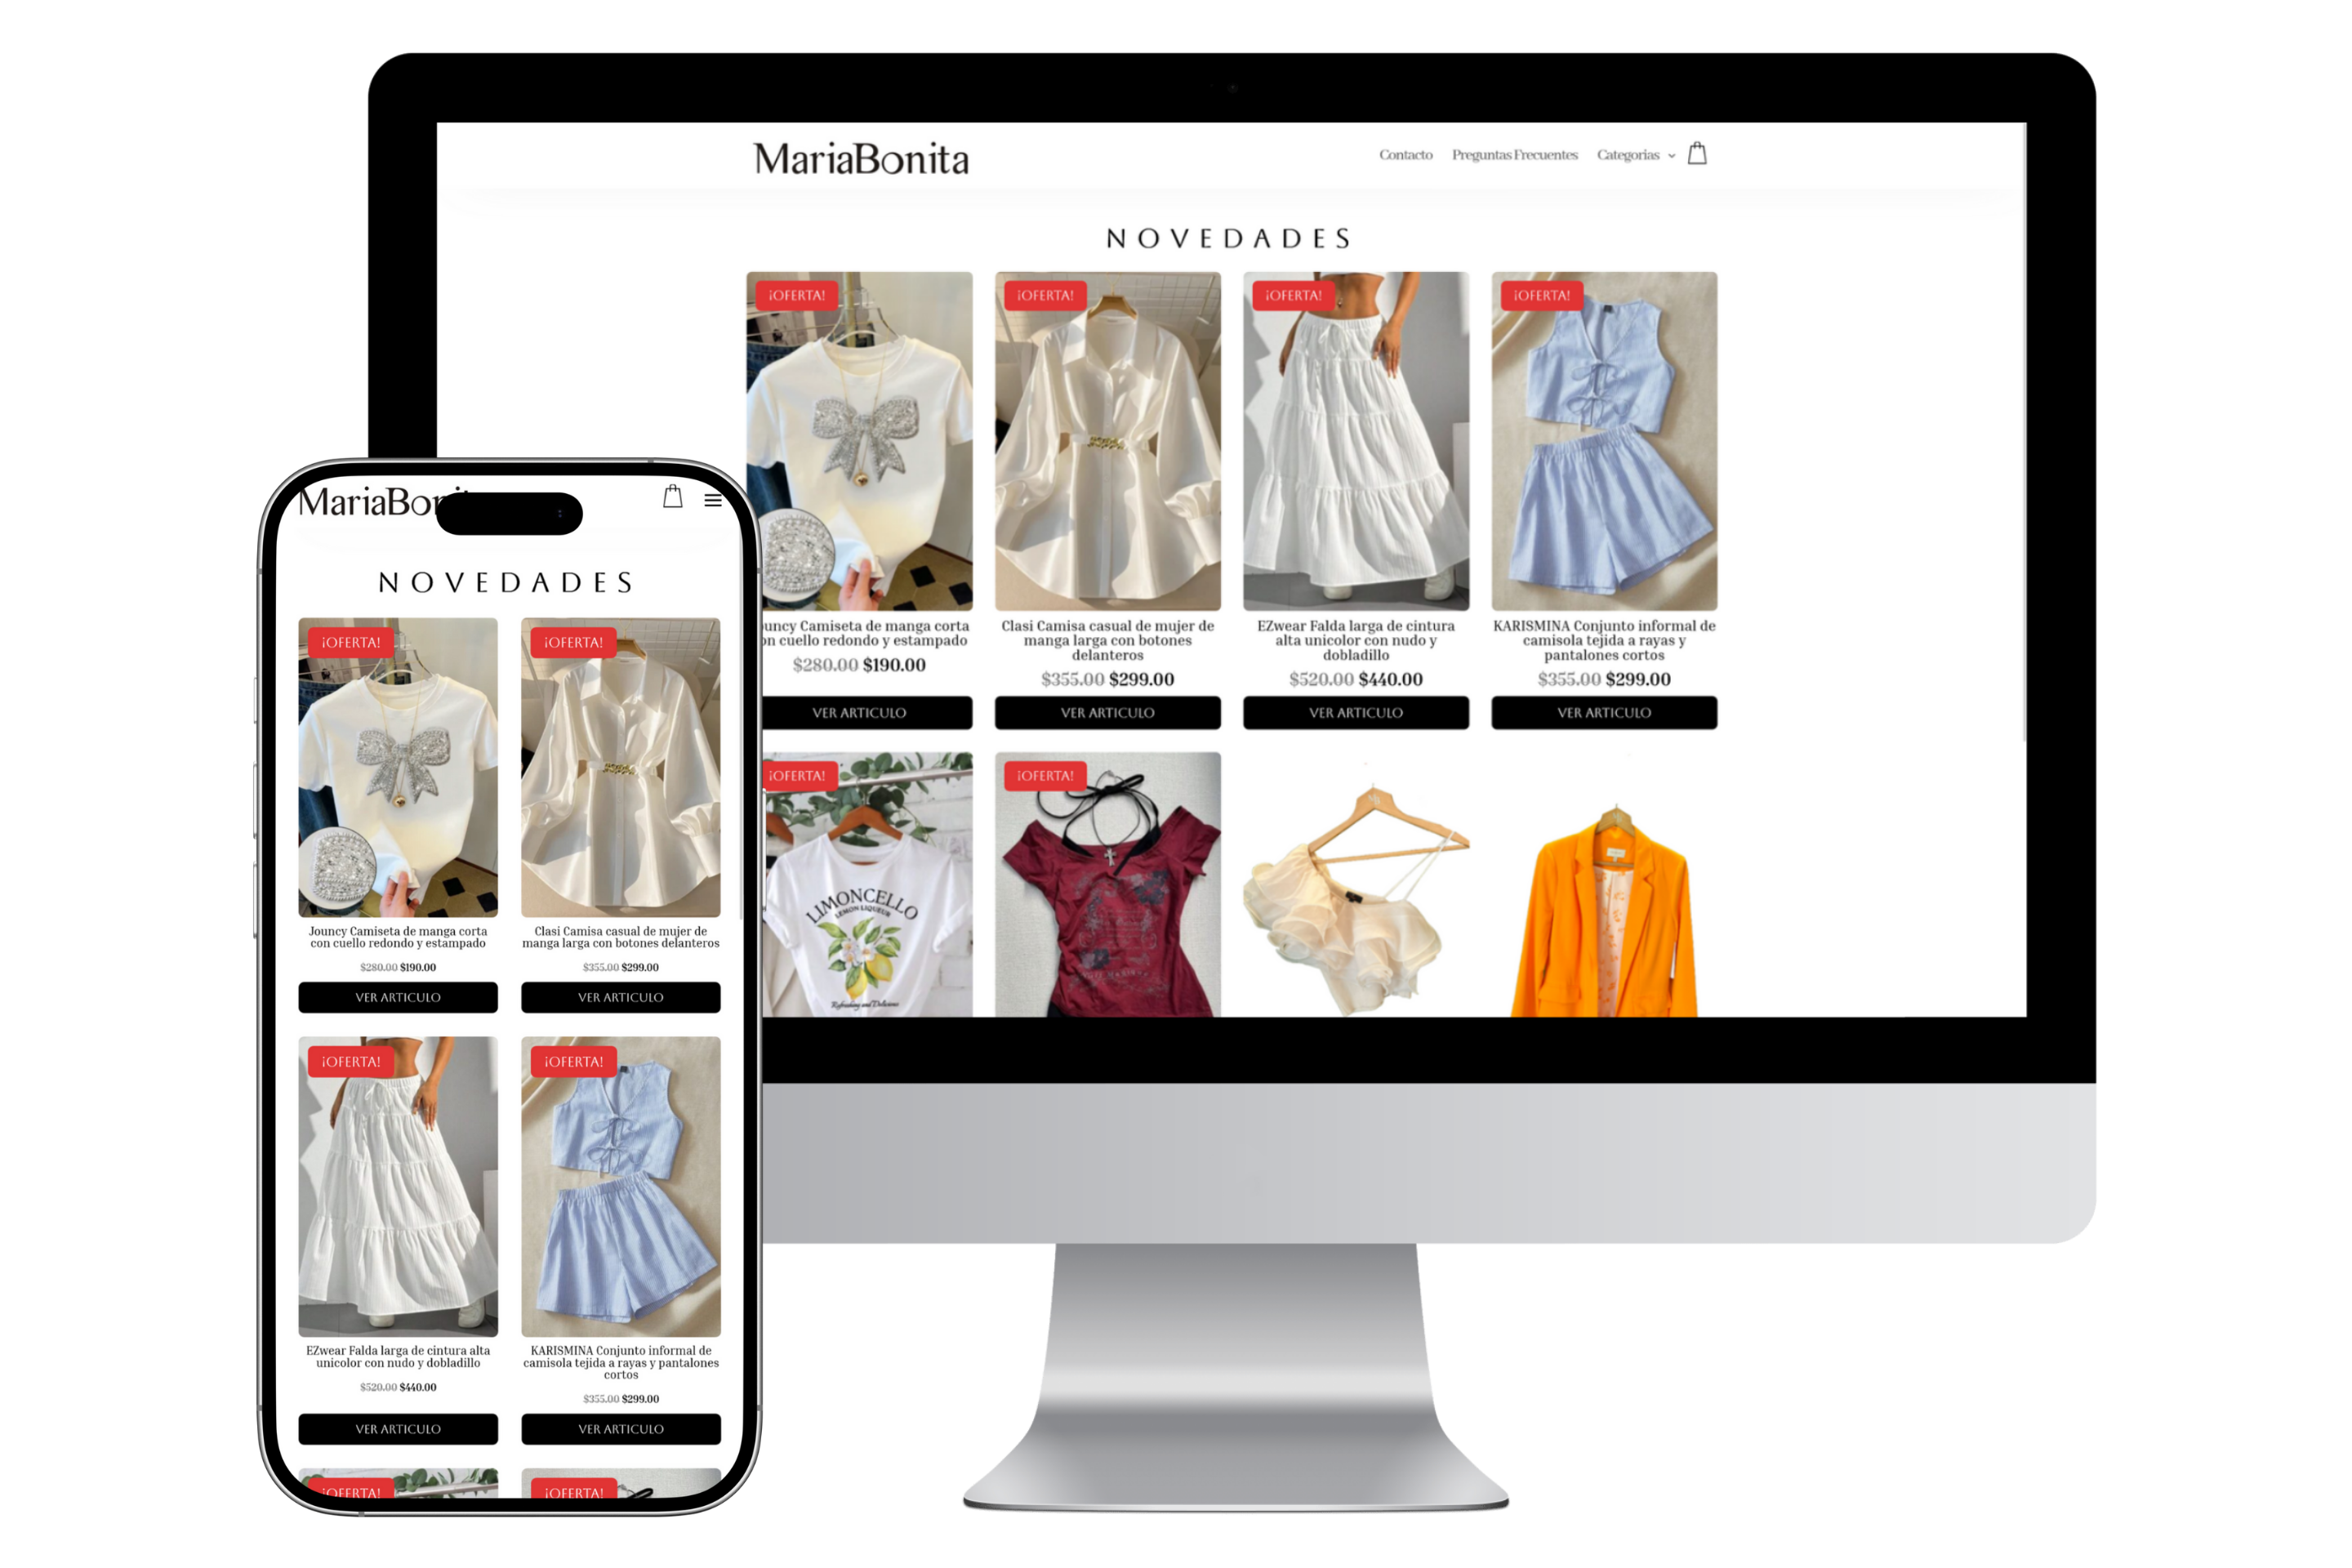 MariaBonita
Contacto Preguntas Frecuentes Categorias
NOVEDADES
¡OFERTA! ¡OFERTA! ¡OFERTA! ¡OFERTA!
uncy Camiseta de manga corta
on cuello redondo y estampado
$280.00 $190.00
VER ARTICULO
Clasi Camisa casual de mujer de
manga larga con botones
delanteros
$355.00 $299.00
VER ARTICULO
EZwear Falda larga de cintura
alta unicolor con nudo y
dobladillo
$520.00 $440.00
VER ARTICULO
KARISMINA Conjunto informal de
camisola tejida a rayas y
pantalones cortos
$355.00 $299.00
VER ARTICULO
¡OFERTA! ¡OFERTA!
LIMONCELLO
LEMON LIQUEUR
Refreshing and Delicious
MariaBon
NOVEDADES
¡OFERTA! ¡OFERTA!
Jouncy Camiseta de manga corta
con cuello redondo y estampado
$280.00 $190.00
VER ARTICULO
Clasi Camisa casual de mujer de
manga larga con botones delanteros
$355.00 $299.00
VER ARTICULO
¡OFERTA! ¡OFERTA!
EZwear Falda larga de cintura alta
unicolor con nudo y dobladillo
$520.00 $440.00
VER ARTICULO
KARISMINA Conjunto informal de
camisola tejida a rayas y pantalones
cortos
$355.00 $299.00
VER ARTICULO
¡OFERTA! ¡OFERTA!